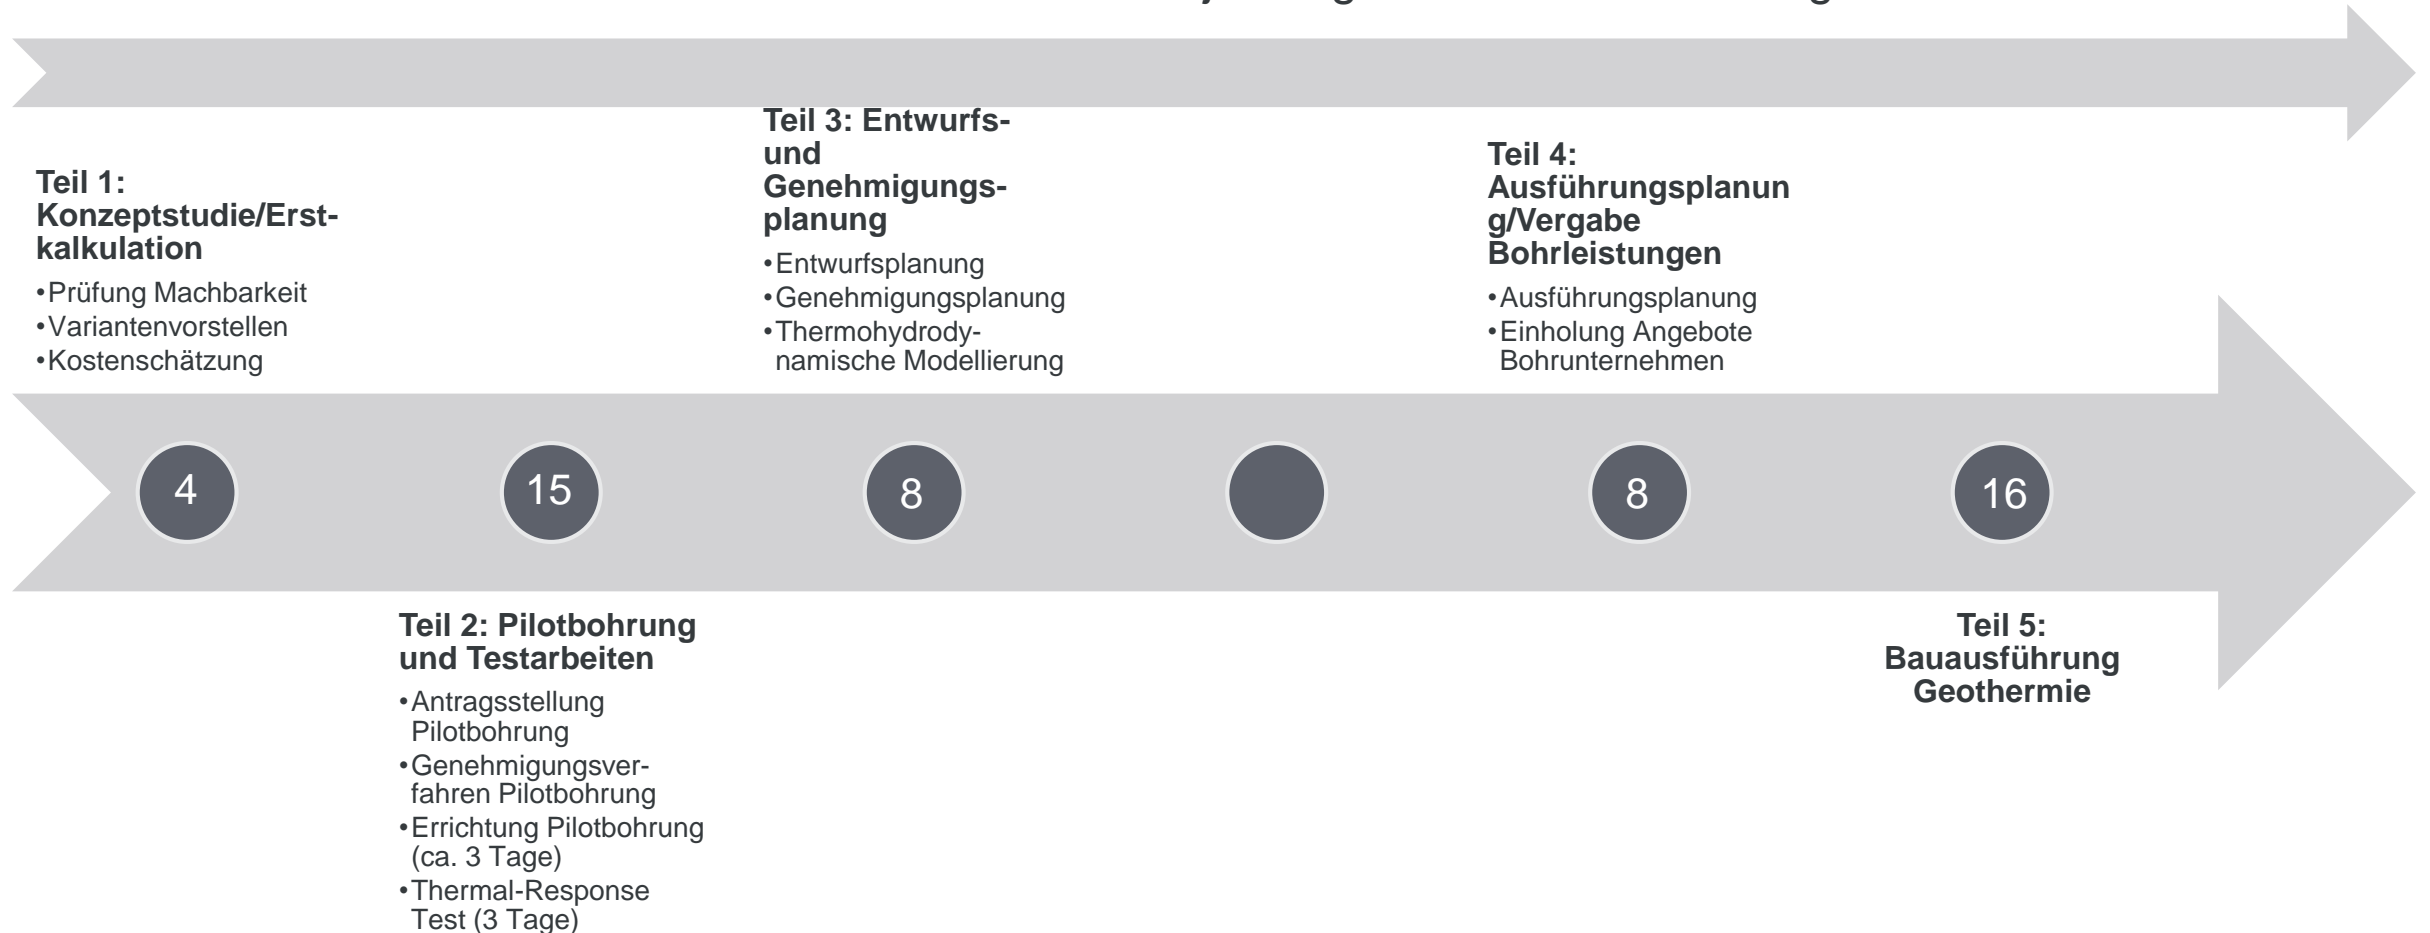 Teil 1:
Konzeptstudie/Erst-
kalkulation
•Prüfung Machbarkeit
•Variantenvorstellen
•Kostenschätzung
Teil 3: Entwurfs-
und
Genehmigungs-
planung
•Entwurfsplanung
•Genehmigungsplanung
•Thermohydrody-
namische Modellierung
Teil 4:
Ausführungsplanun
g/Vergabe
Bohrleistungen
•Ausführungsplanung
•Einholung Angebote
Bohrunternehmen
4
15
8
8
16
Teil 2: Pilotbohrung
und Testarbeiten
•Antragsstellung
Pilotbohrung
•Genehmigungsver-
fahren Pilotbohrung
•Errichtung Pilotbohrung
(ca. 3 Tage)
•Thermal-Response
Test (3 Tage)
Teil 5:
Bauausführung
Geothermie